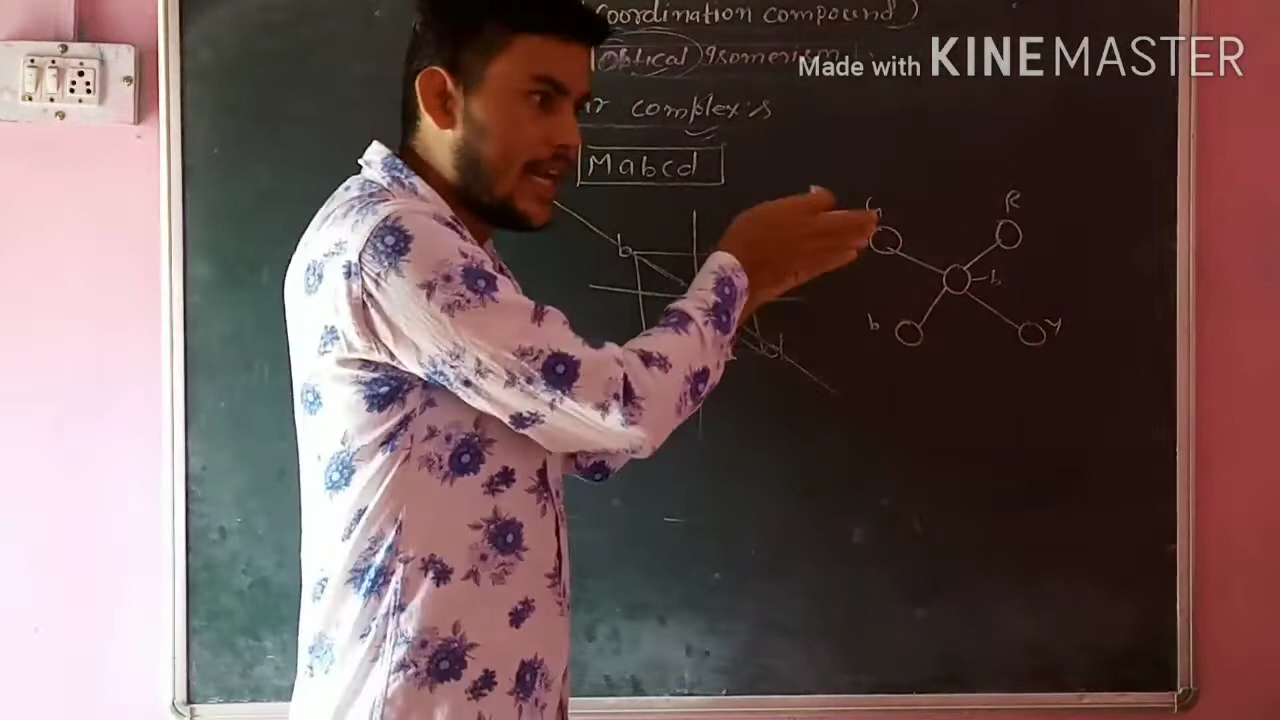 Coordination compound)
(optical) Isomerism
Made with KINEMASTER
complex's
Mabcd
G R
b
b
b y
d